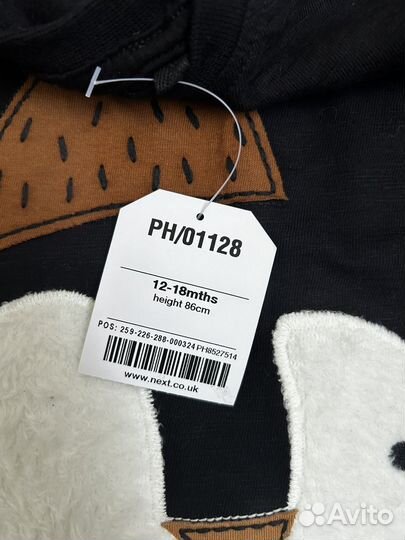 PH/01128
12-18mths
height 86cm
POS: 259-226-288-000324 PH8527514
www.next.co.uk
Avito